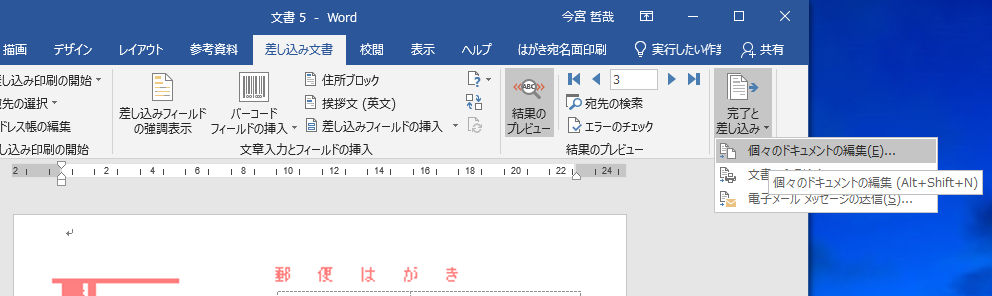 文書 5 - Word
今宮 哲哉
描画 デザイン レイアウト 参考資料 差し込み文書 校閲 表示 ヘルプ はがき宛名面印刷 実行したい作業 共有
差し込み印刷の開始
宛先の選択
ドレス帳の編集
し込み印刷の開始
差し込みフィールド
の強調表示
バーコード
フィールドの挿入
住所ブロック
挨拶文 (英文)
差し込みフィールドの挿入
文章入力とフィールドの挿入
ABC
結果の
プレビュー
3
宛先の検索
エラーのチェック
結果のプレビュー
完了と
差し込み
個々のドキュメントの編集(E)...
文書
個々のドキュメントの編集 (Alt+Shift+N)
電子メール メッセージの送信(S)...
2 2 4 6 8 10 12 14 16 18 20 22 24
郵便はがき